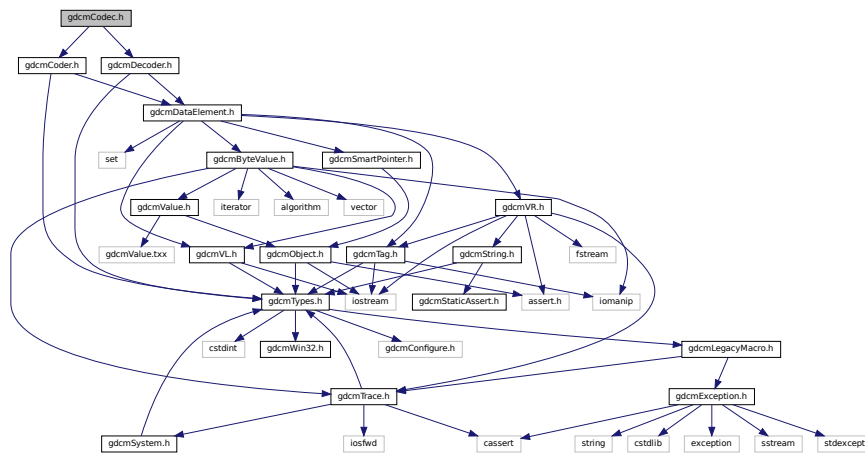 gdcmCodec.h
gdcmCoder.h
gdcmDecoder.h
gdcmDataElement.h
set
gdcmByteValue.h
gdcmSmartPointer.h
gdcmValue.h
iterator
algorithm
vector
gdcmVR.h
gdcmValue.txx
gdcmVL.h
gdcmObject.h
gdcmTag.h
gdcmString.h
fstream
gdcmTypes.h
iostream
gdcmStaticAssert.h
assert.h
iomanip
cstdint
gdcmWin32.h
gdcmConfigure.h
gdcmLegacyMacro.h
gdcmTrace.h
gdcmException.h
gdcmSystem.h
iosfwd
cassert
string
cstdlib
exception
sstream
stdexcept